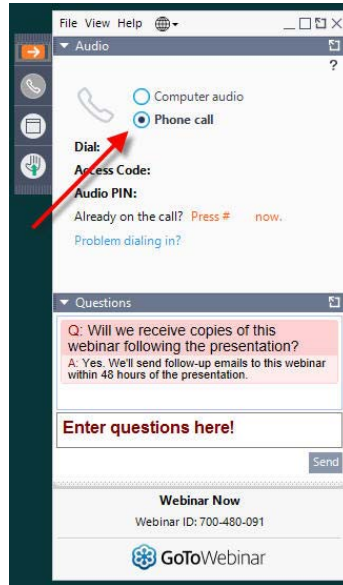 File View Help
Audio
?
Computer audio
Phone call
Dial:
Access Code:
Audio PIN:
Already on the call? Press # now.
Problem dialing in?
Questions
Q: Will we receive copies of this
webinar following the presentation?
A: Yes. We'll send follow-up emails to this webinar
within 48 hours of the presentation.
Enter questions here!
Send
Webinar Now
Webinar ID: 700-480-091
GoToWebinar